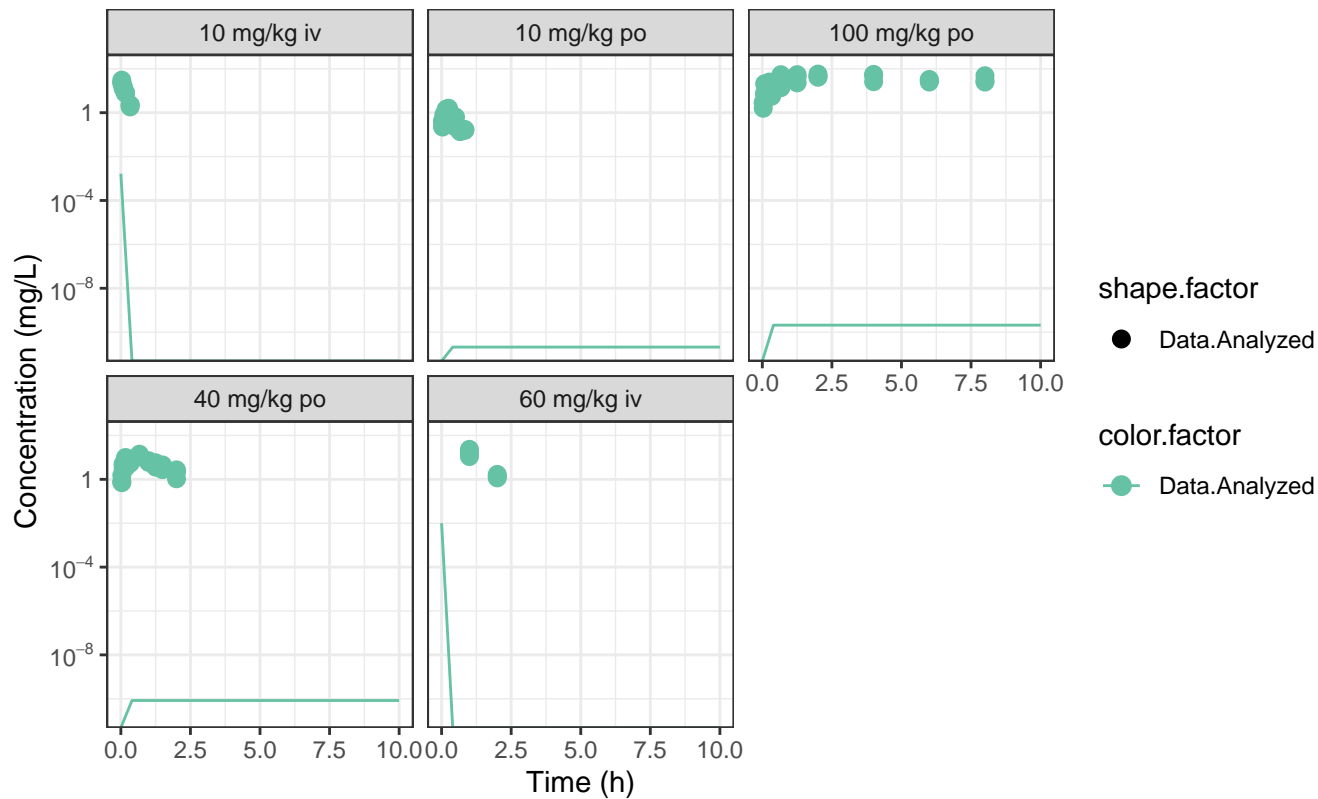 10 mg/kg iv
10 mg/kg po
100 mg/kg po
1
10⁻⁴
10⁻⁸
0.0 2.5 5.0 7.5 10.0
40 mg/kg po
60 mg/kg iv
1
10⁻⁴
10⁻⁸
0.0 2.5 5.0 7.5 10.0
0.0 2.5 5.0 7.5 10.0
Time (h)
Concentration (mg/L)
shape.factor
Data.Analyzed
color.factor
Data.Analyzed